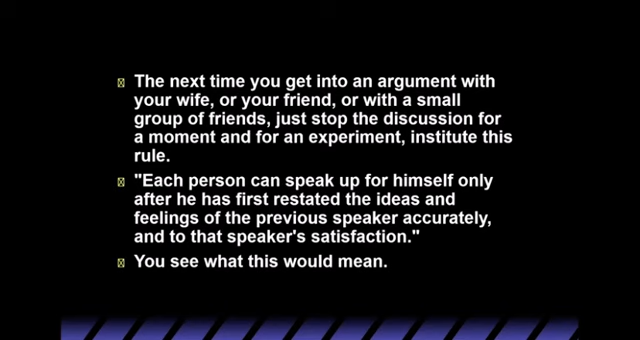 The next time you get into an argument with
your wife, or your friend, or with a small
group of friends, just stop the discussion for
a moment and for an experiment, institute this
rule.
"Each person can speak up for himself only
after he has first restated the ideas and
feelings of the previous speaker accurately,
and to that speaker's satisfaction."
You see what this would mean.